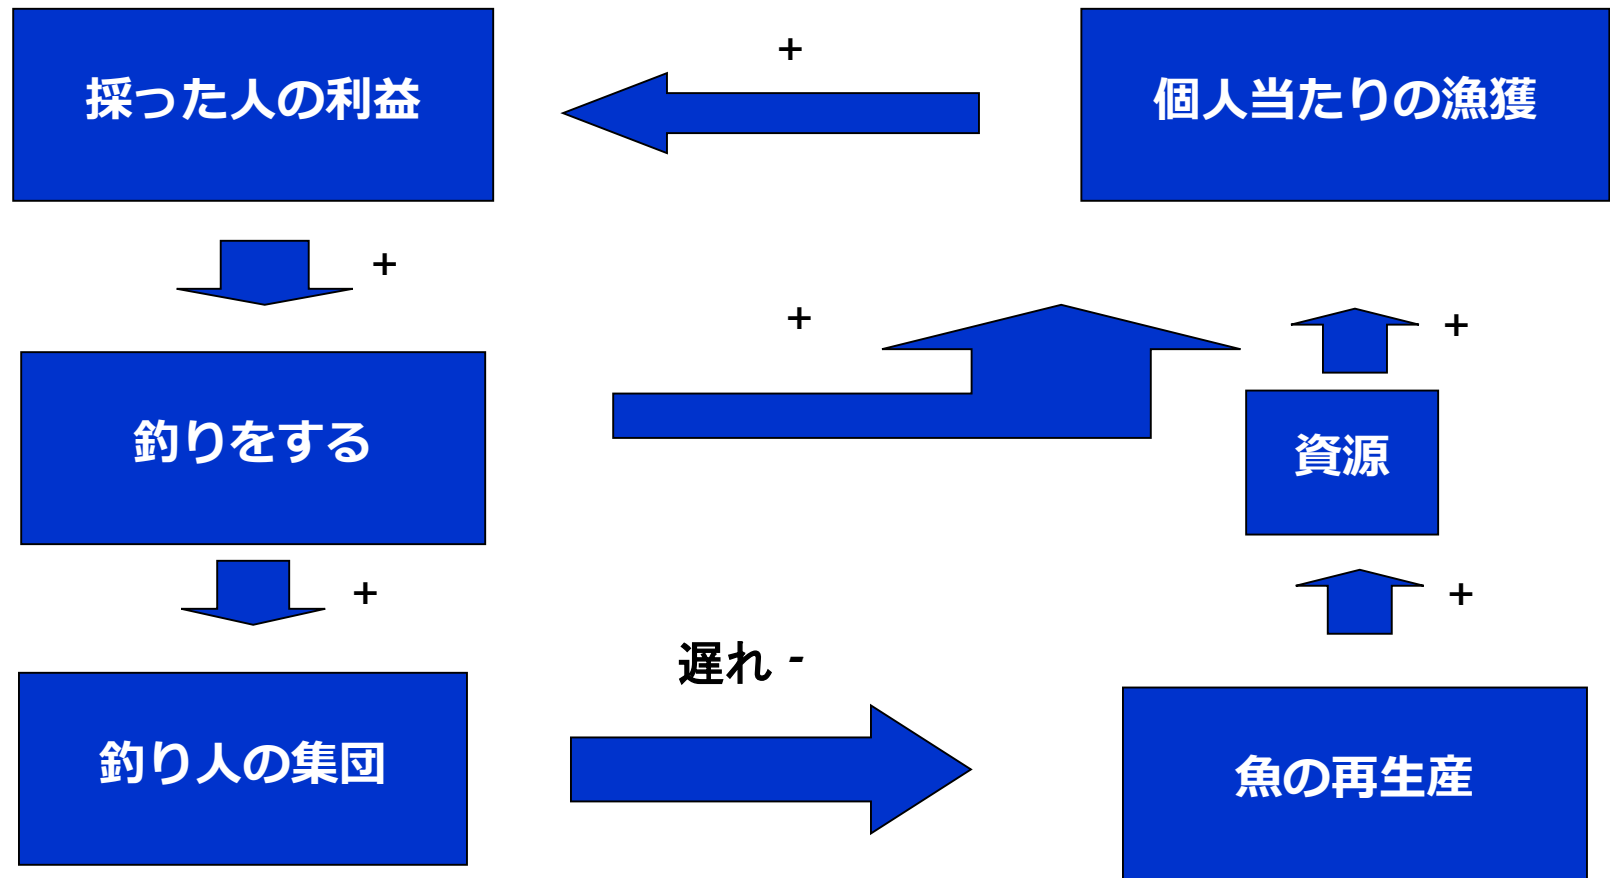 採った人の利益
+
個人当たりの漁獲
+
+
+
釣りをする
資源
+
+
遅れ -
釣り人の集団
魚の再生産